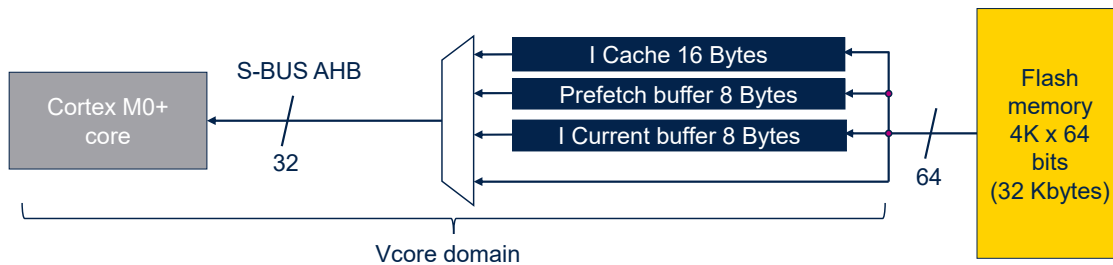 Cortex M0+
core
S-BUS AHB
32
I Cache 16 Bytes
Prefetch buffer 8 Bytes
I Current buffer 8 Bytes
64
Flash
memory
4K x 64
bits
(32 Kbytes)
Vcore domain